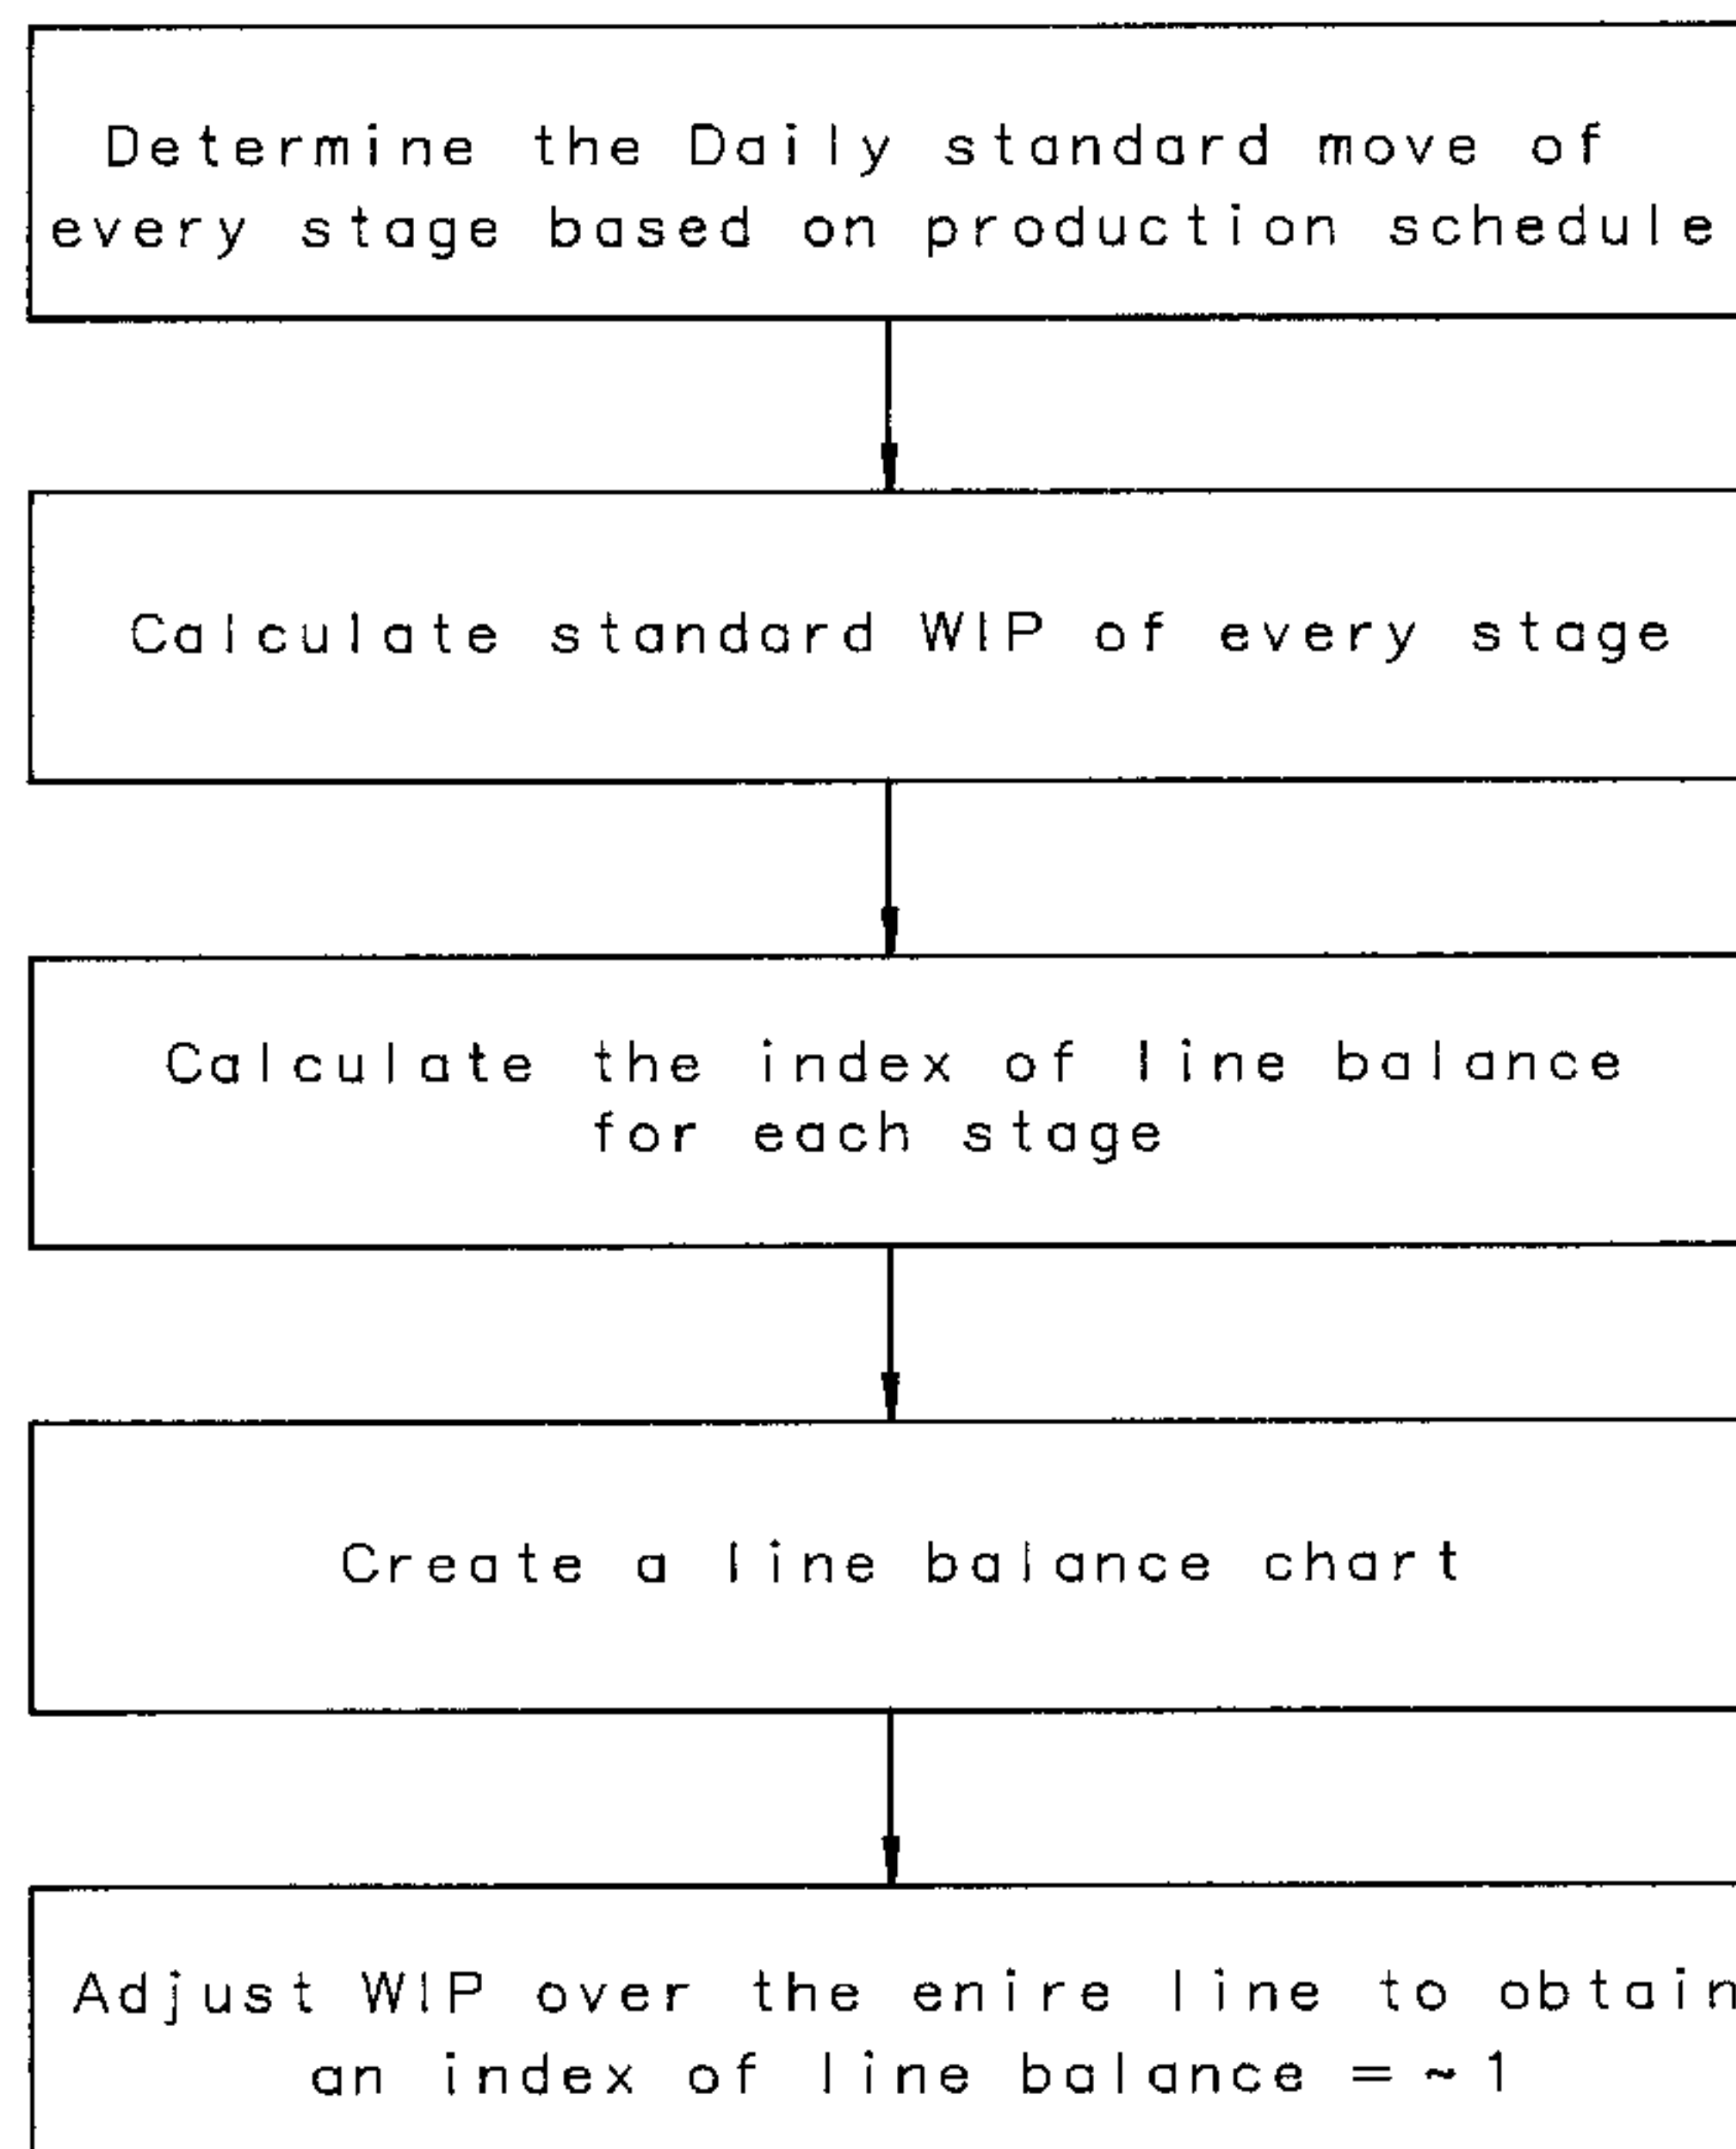 Determine the Daily standard move of
every stage based on production schedule
Calculate standard WIP of every stage
Calculate the index of line balance
for each stage
Create a line balance chart
Adjust WIP over the enire line to obtain
an index of line balance = ~ 1